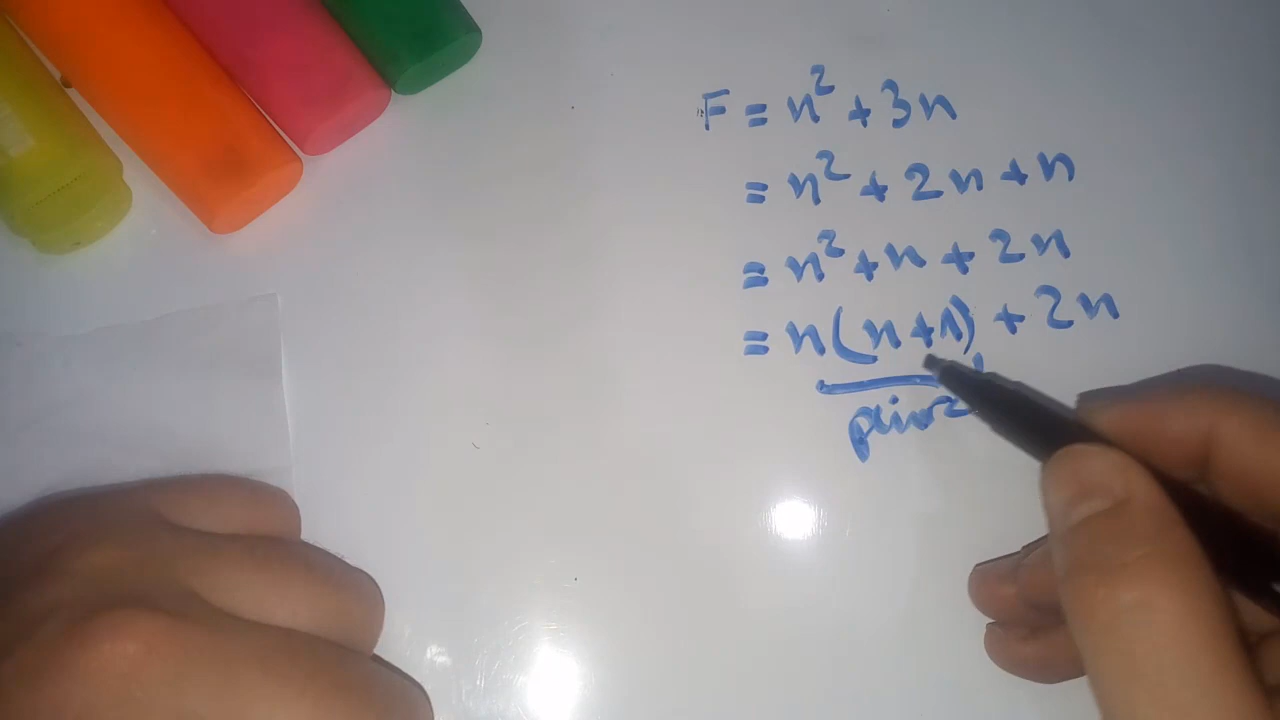 F = n² + 3n
= n² + 2n + n
= n² + n + 2n
= n(n+1) + 2n